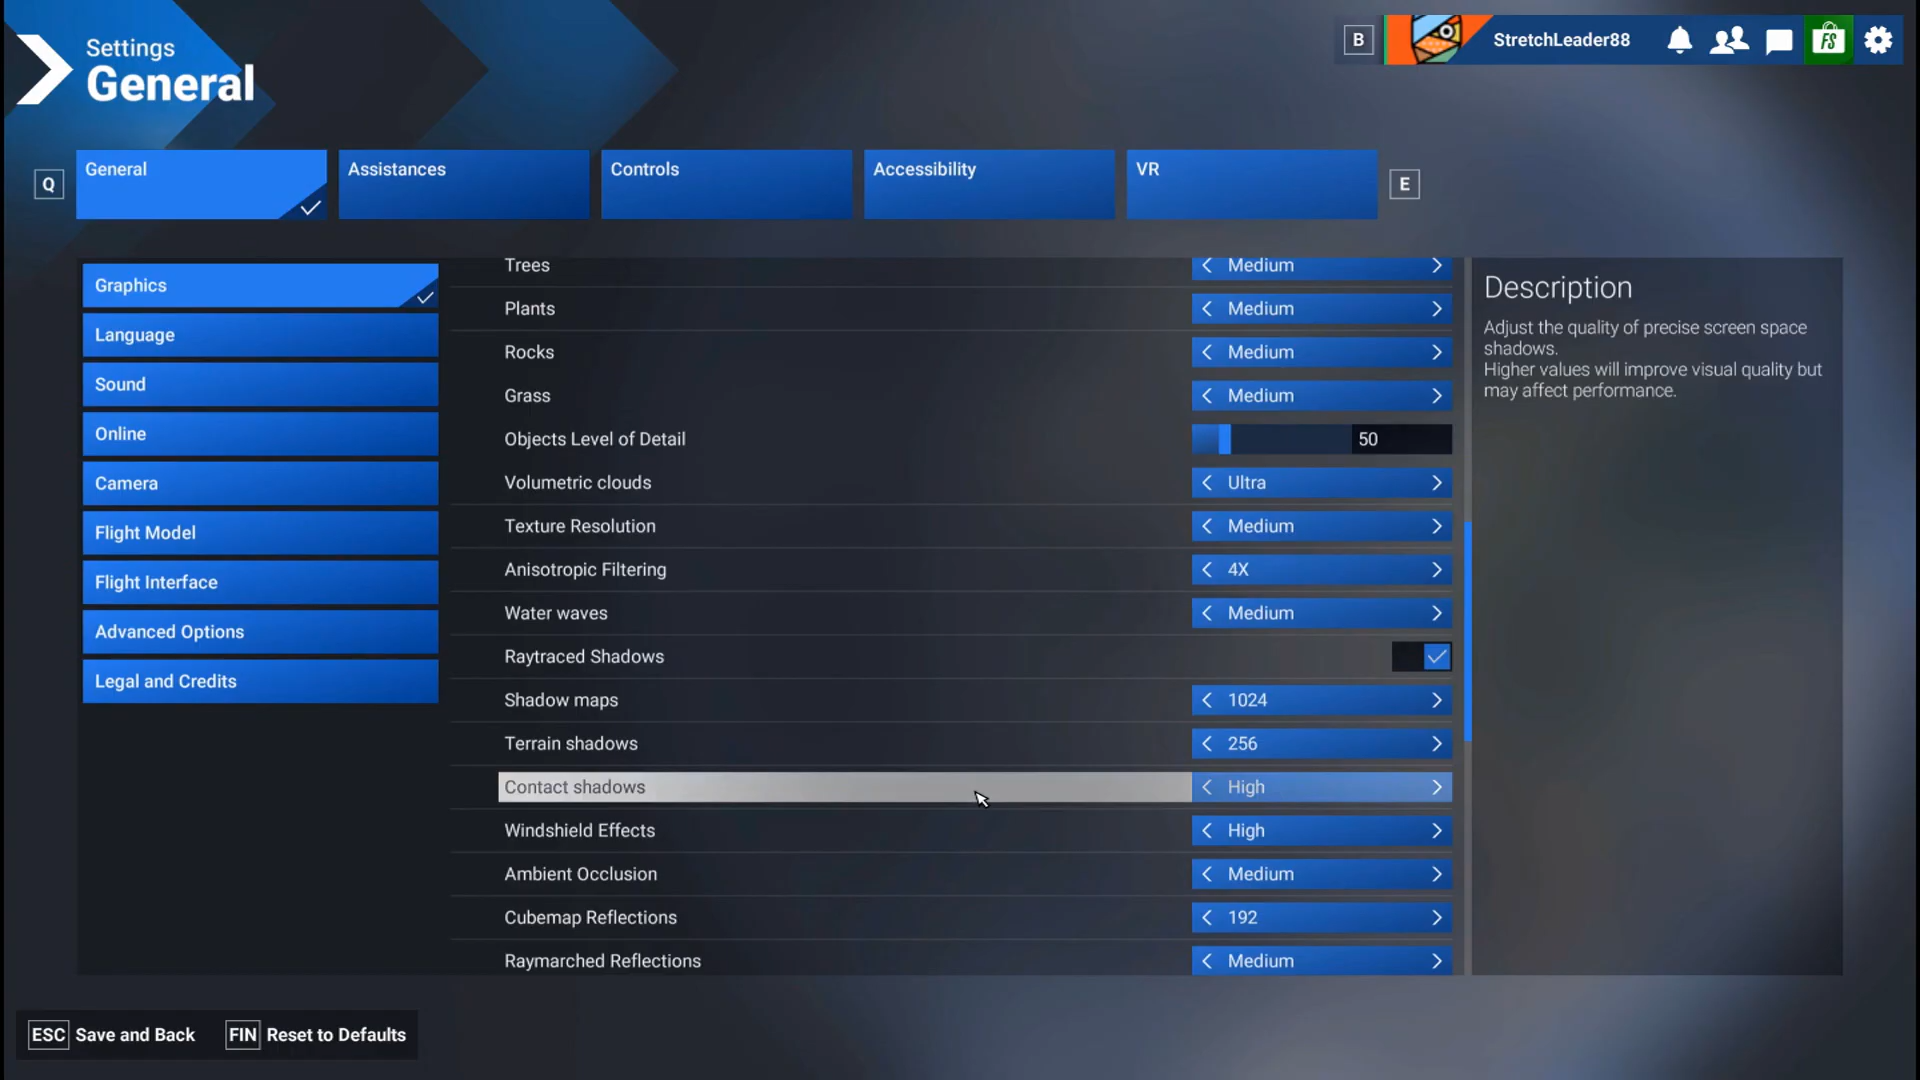 Settings
General
B
StretchLeader88
FS
Q
General
Assistances
Controls
Accessibility
VR
E
Graphics
Language
Sound
Online
Camera
Flight Model
Flight Interface
Advanced Options
Legal and Credits
Trees Medium
Plants Medium
Rocks Medium
Grass Medium
Objects Level of Detail 50
Volumetric clouds Ultra
Texture Resolution Medium
Anisotropic Filtering 4X
Water waves Medium
Raytraced Shadows
Shadow maps 1024
Terrain shadows 256
Contact shadows High
Windshield Effects High
Ambient Occlusion Medium
Cubemap Reflections 192
Raymarched Reflections Medium
Description
Adjust the quality of precise screen space
shadows.
Higher values will improve visual quality but
may affect performance.
ESC Save and Back FIN Reset to Defaults